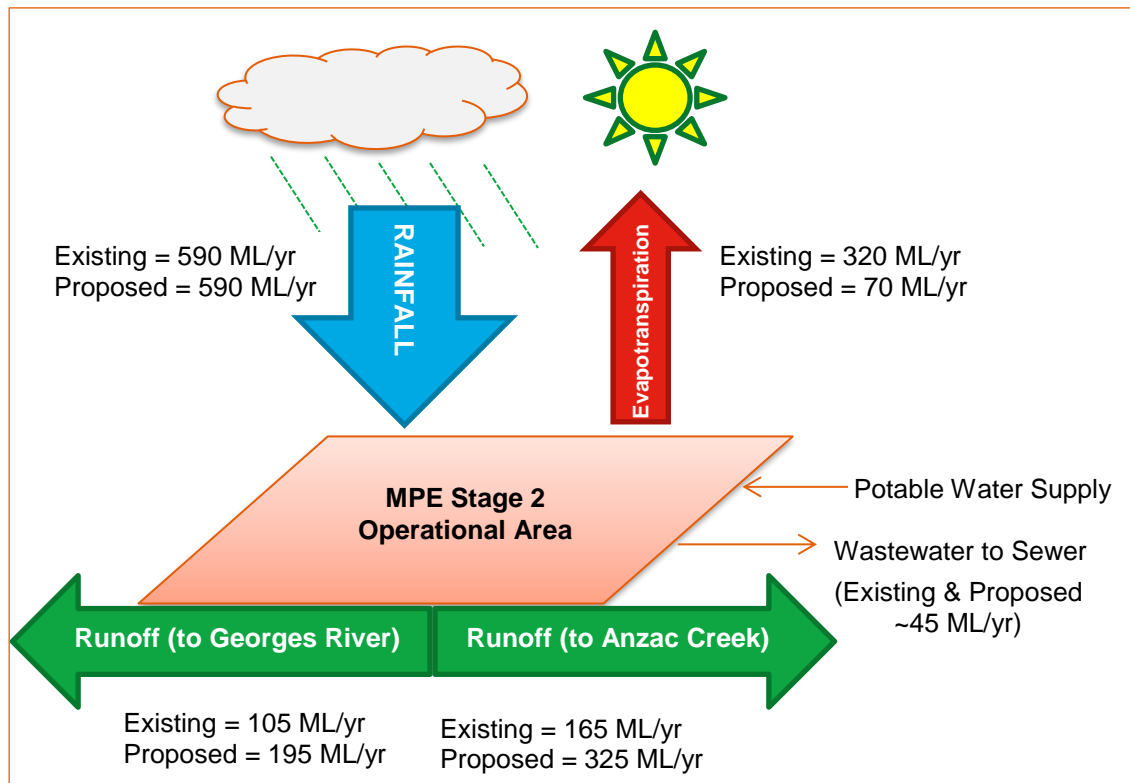 Existing = 590 ML/yr
Proposed = 590 ML/yr
RAINFALL
Evapotranspiration
Existing = 320 ML/yr
Proposed = 70 ML/yr
MPE Stage 2
Operational Area
Potable Water Supply
Wastewater to Sewer
(Existing & Proposed
~45 ML/yr)
Runoff (to Georges River)
Runoff (to Anzac Creek)
Existing = 105 ML/yr
Proposed = 195 ML/yr
Existing = 165 ML/yr
Proposed = 325 ML/yr